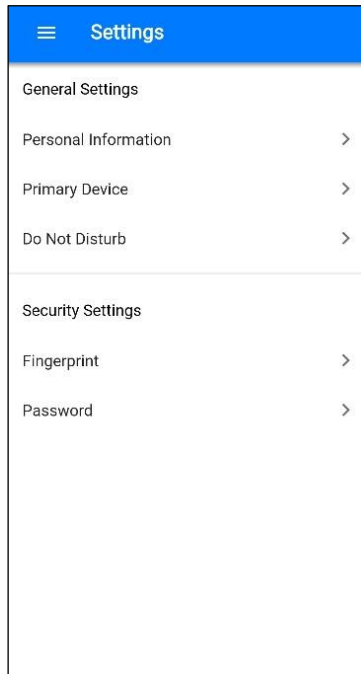 Settings
General Settings
Personal Information
Primary Device
Do Not Disturb
Security Settings
Fingerprint
Password